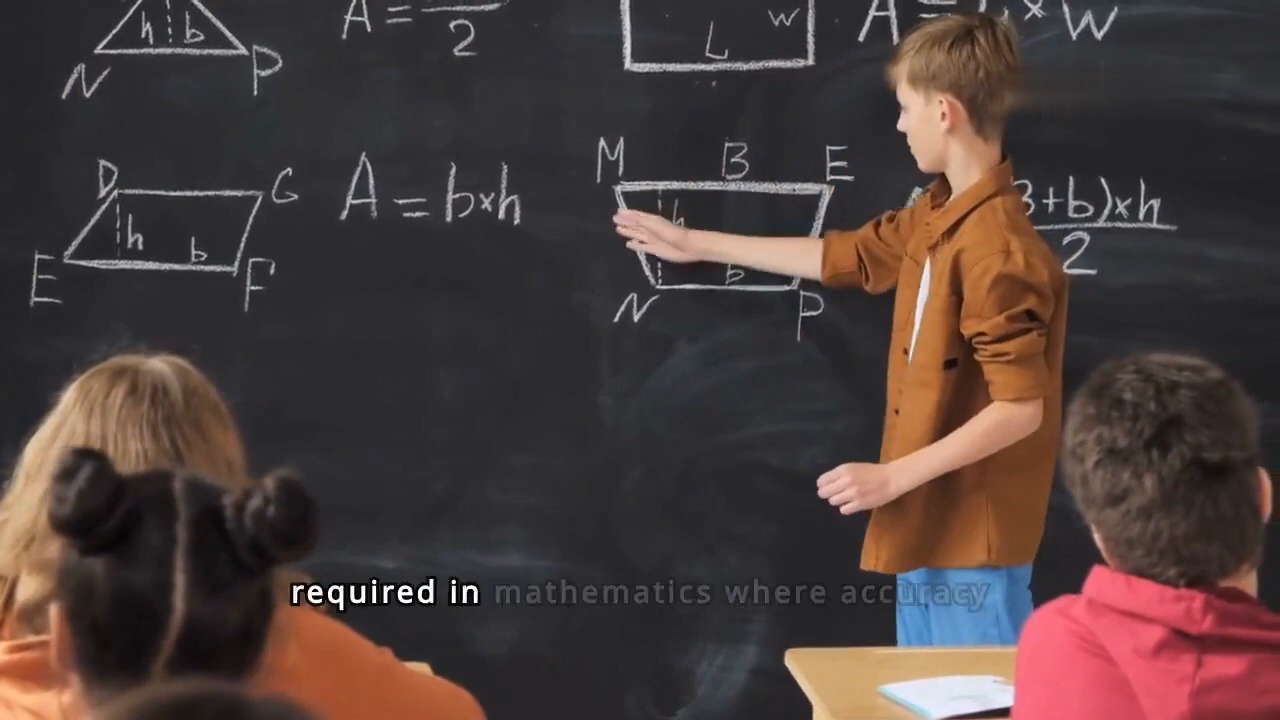 h b
N P
A =
2
L w
A = L × W
D G
h b
E F
A = b×h
M B E
h
b
N P
B+b)×h
2
required in mathematics where accuracy